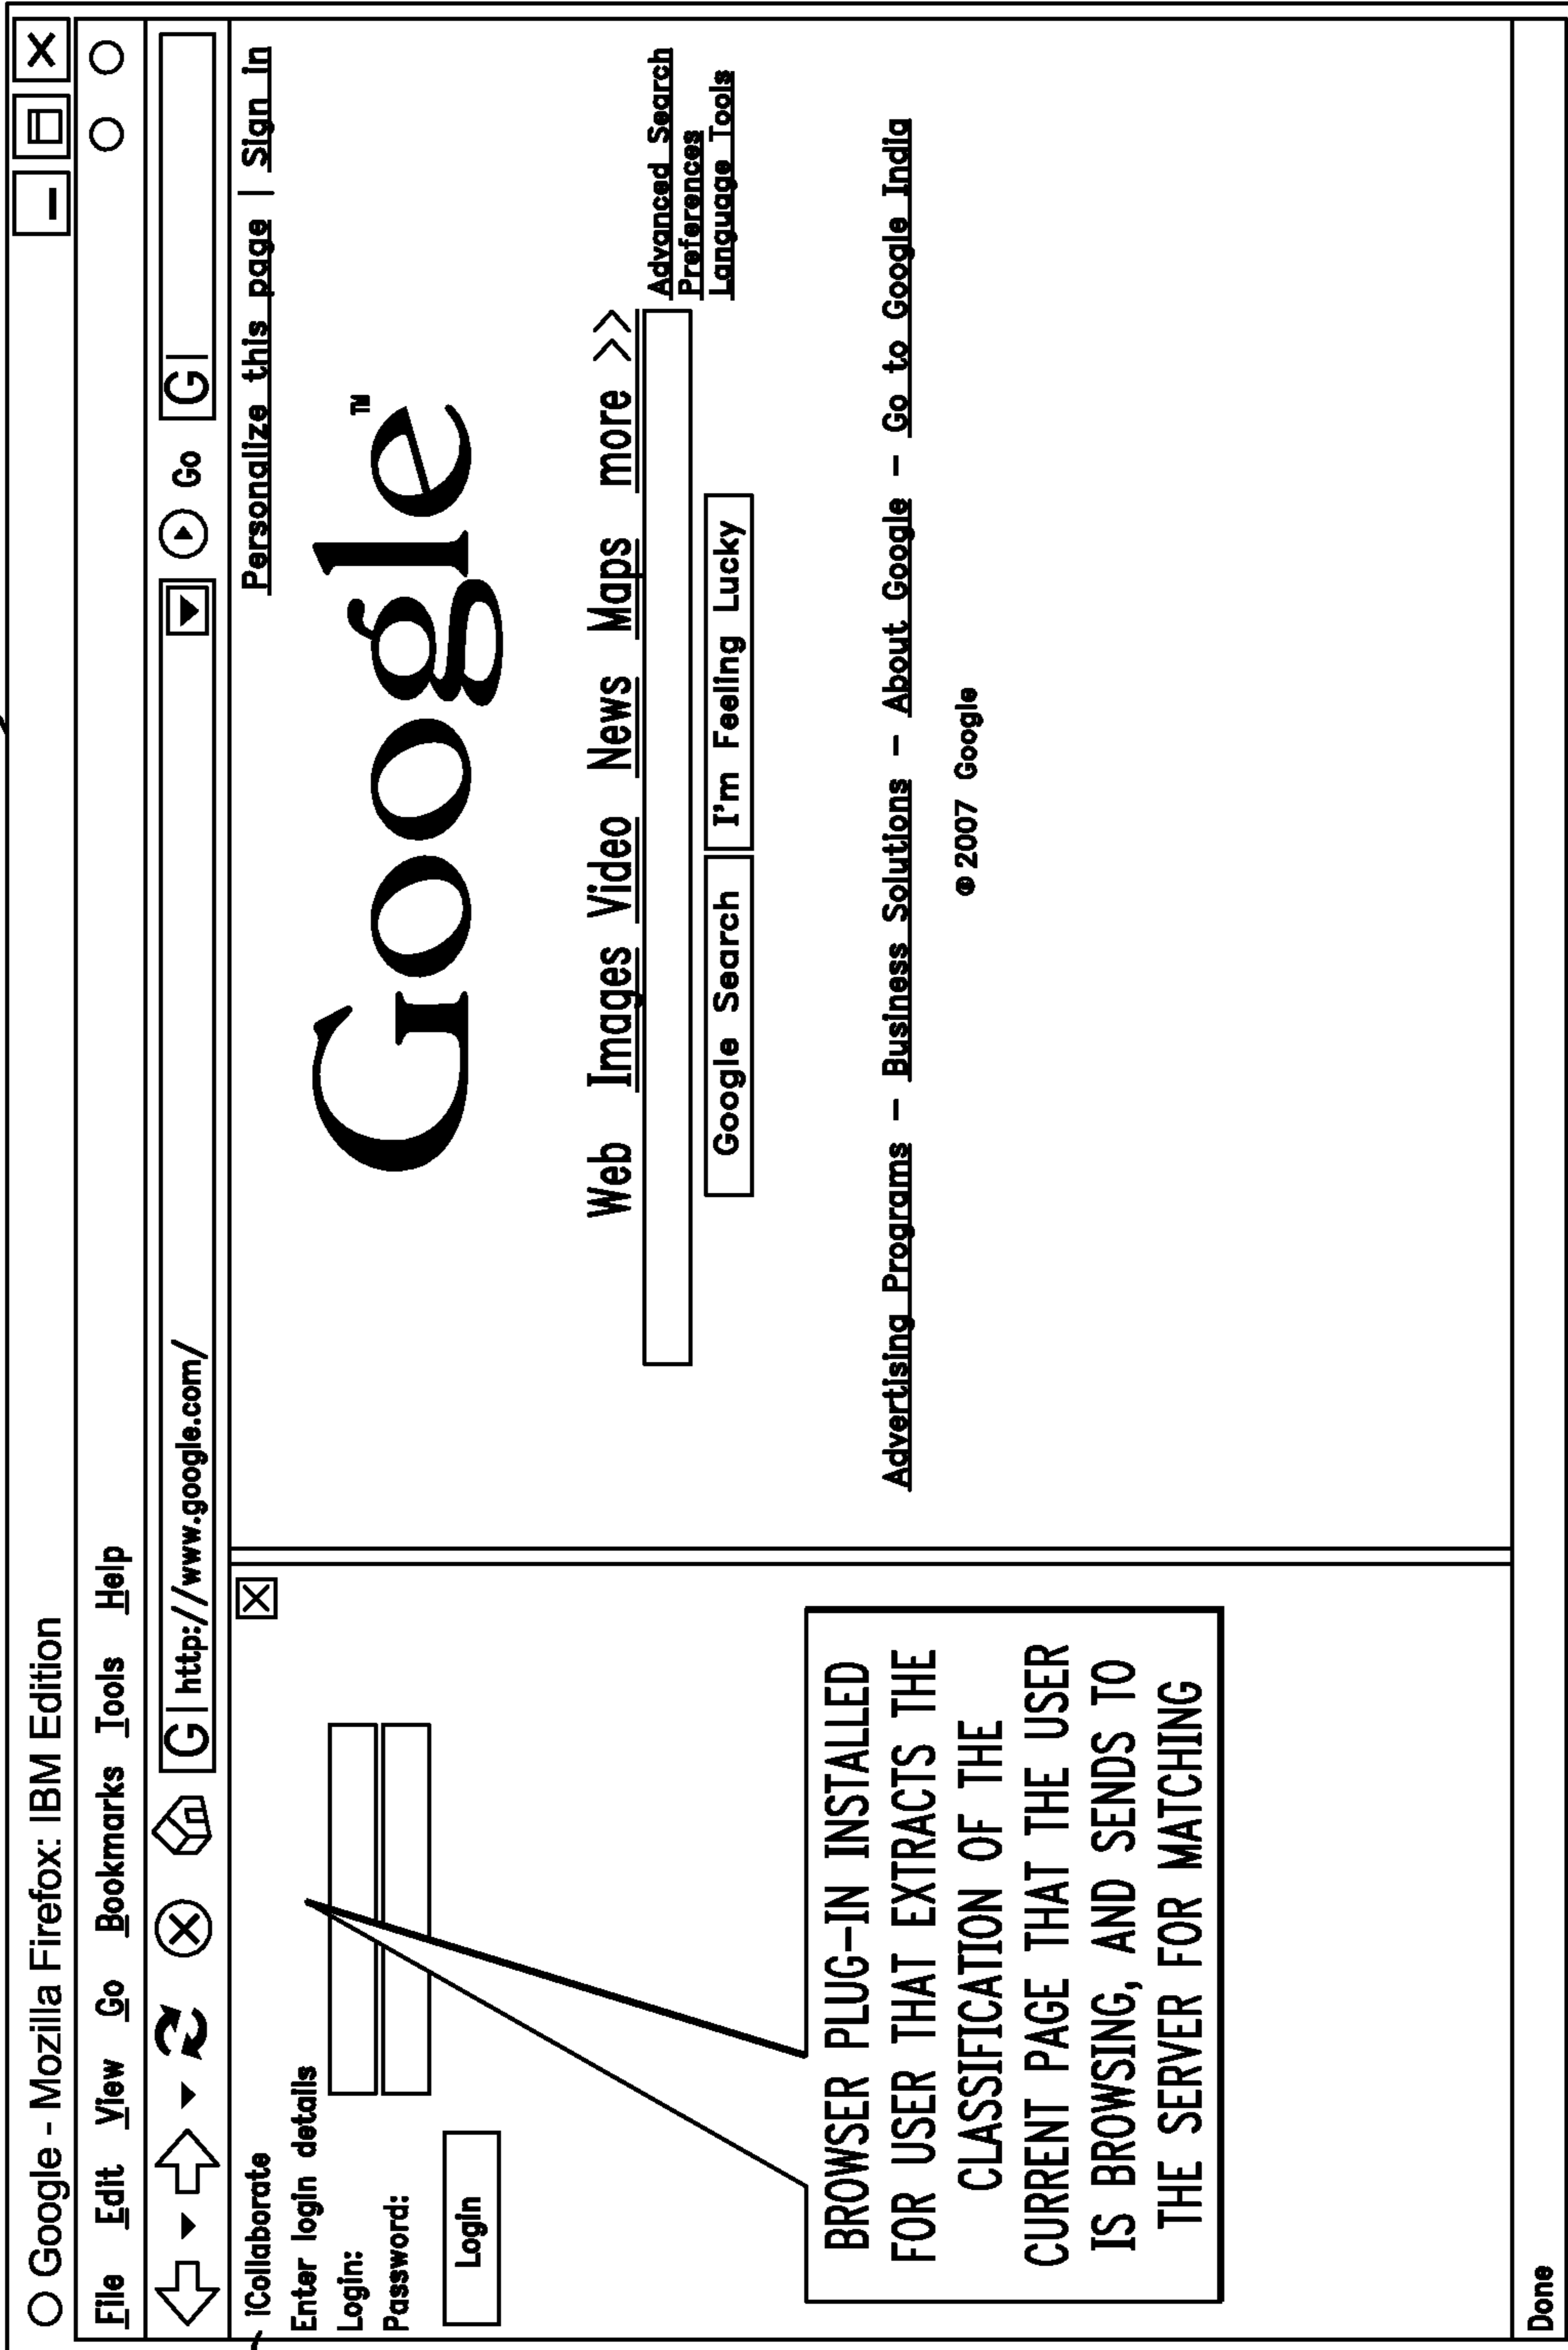 Google - Mozilla Firefox: IBM Edition
File Edit View Go Bookmarks Tools Help
G http://www.google.com/ Go G
iCollaborate
Enter login details
Login:
Password:
Login
BROWSER PLUG-IN INSTALLED
FOR USER THAT EXTRACTS THE
CLASSIFICATION OF THE
CURRENT PAGE THAT THE USER
IS BROWSING, AND SENDS TO
THE SERVER FOR MATCHING
Personalize this page | Sign in
Google™
Web Images Video News Maps more >>
Advanced Search
Preferences
Language Tools
Google Search I'm Feeling Lucky
Advertising Programs - Business Solutions - About Google - Go to Google India
© 2007 Google
Done